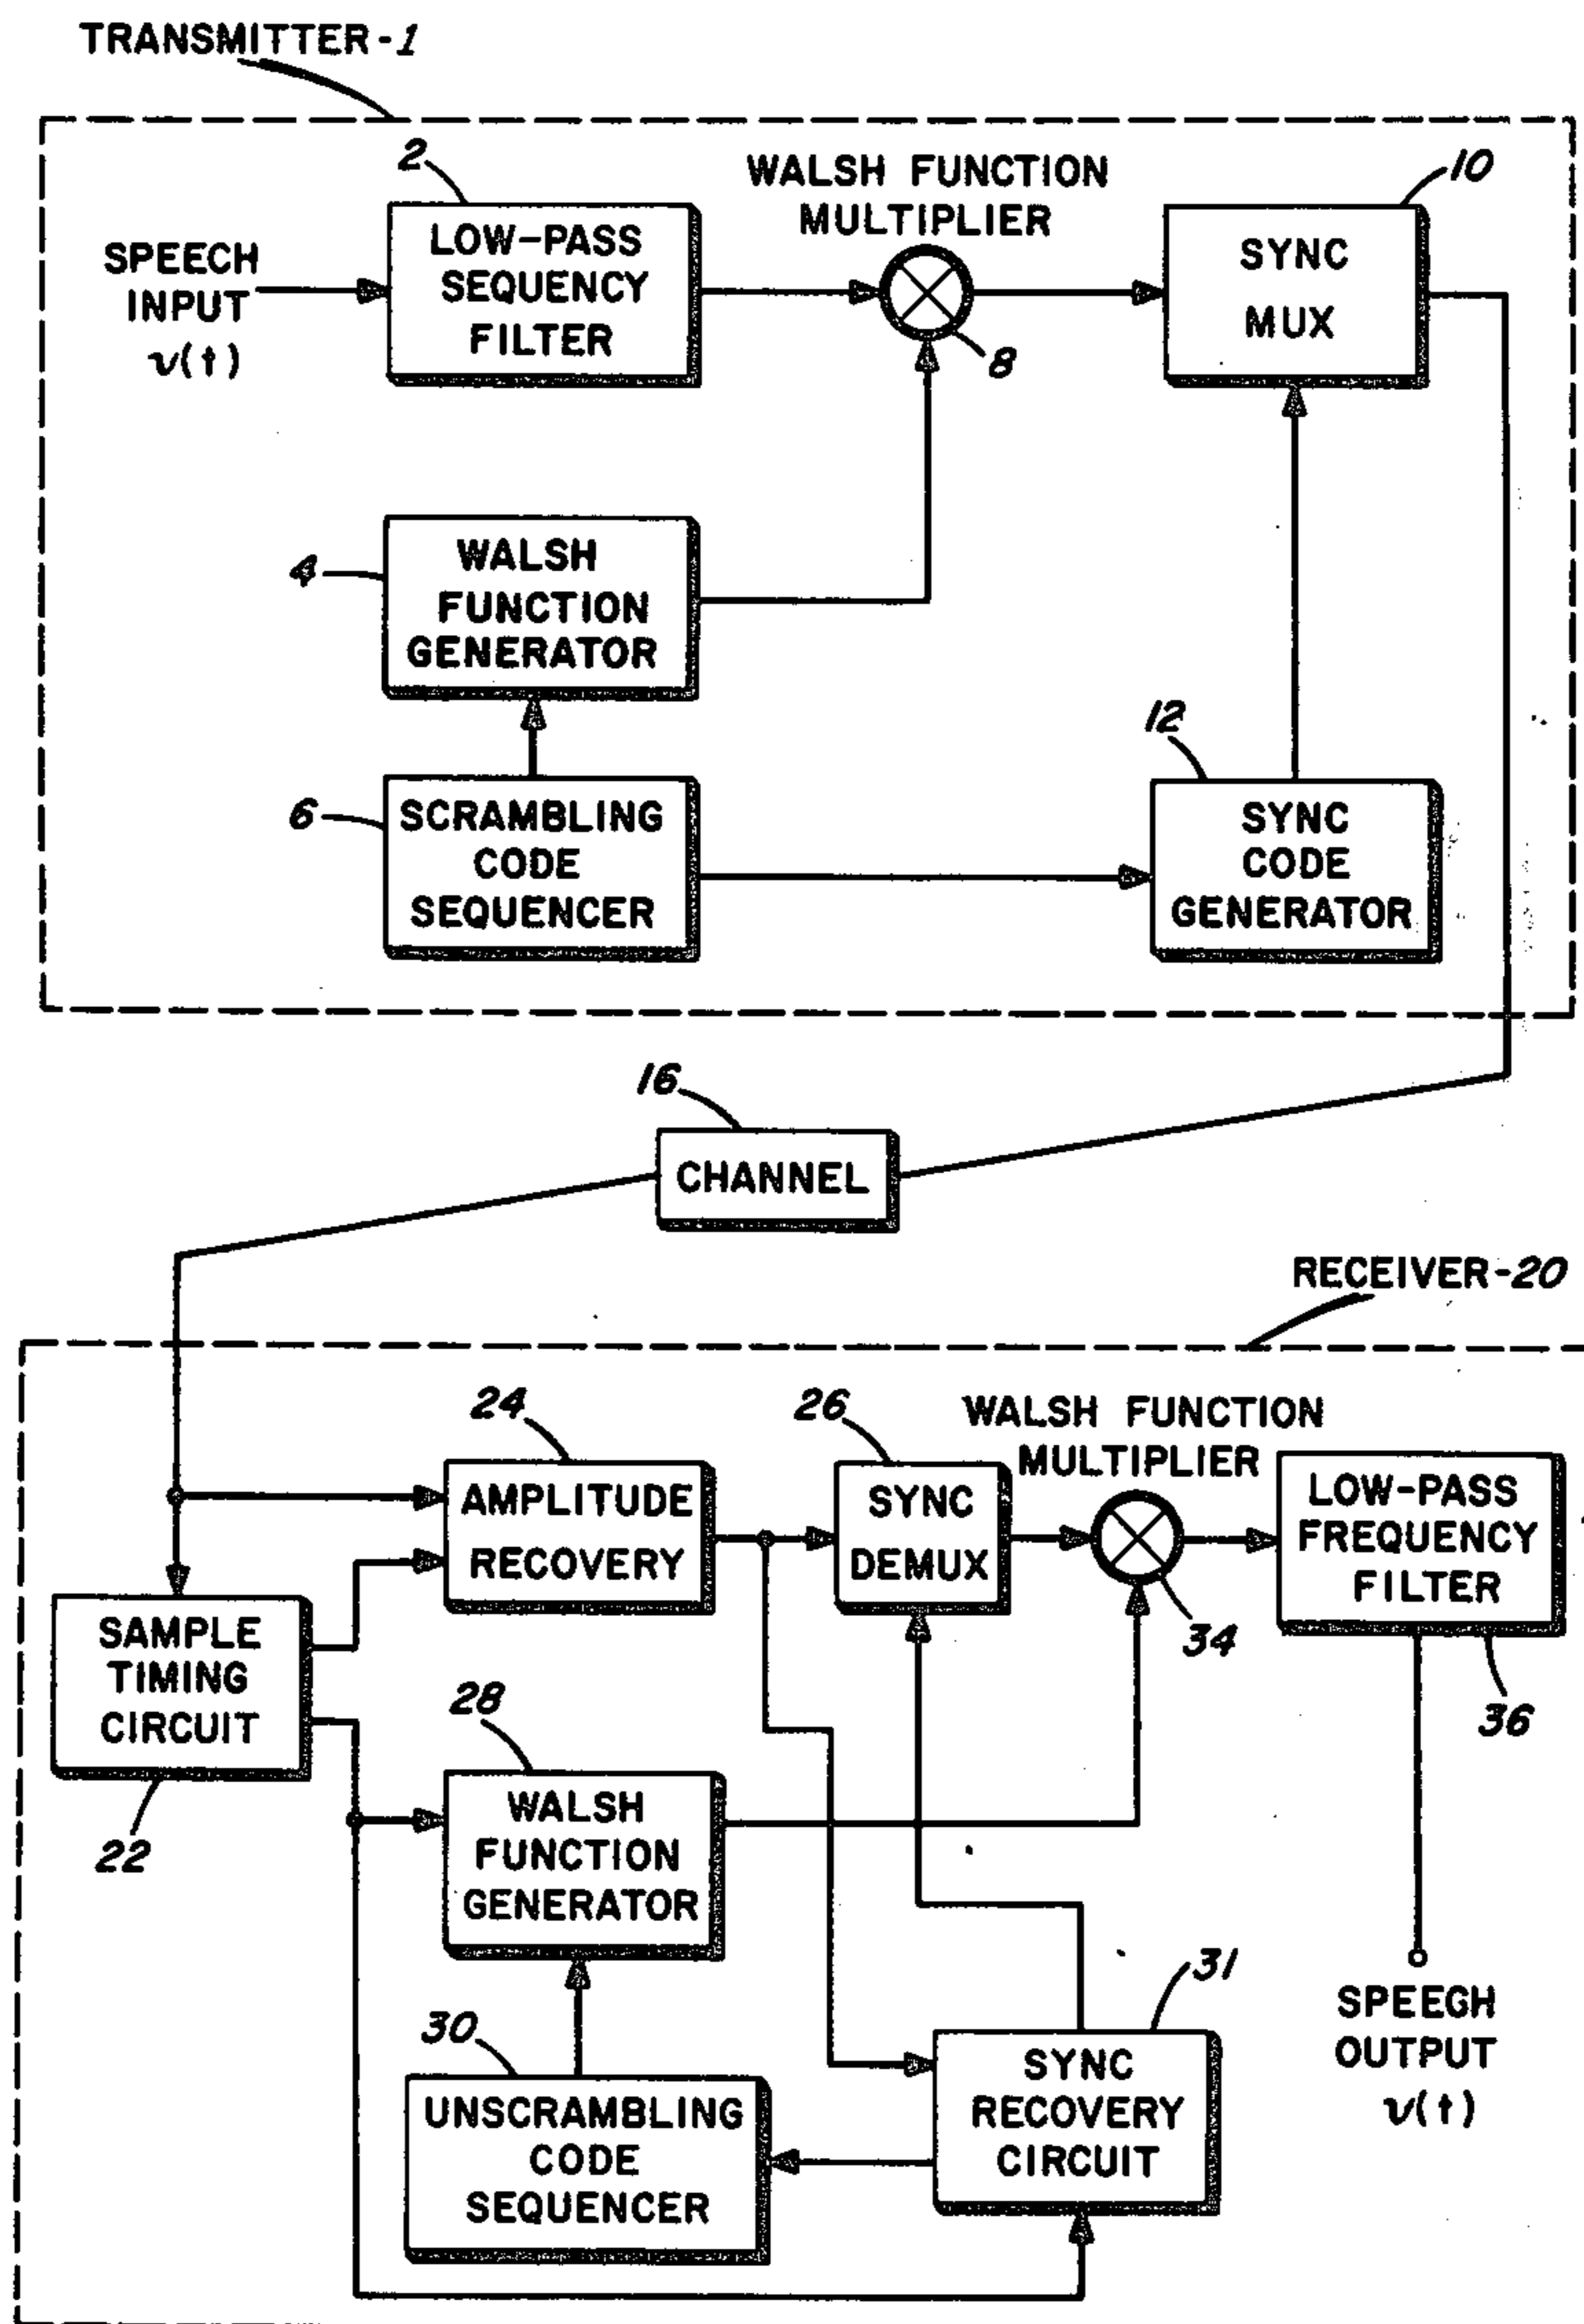 TRANSMITTER-1
2
WALSH FUNCTION
MULTIPLIER
10
SPEECH
INPUT
v(t)
LOW-PASS
SEQUENCY
FILTER
8
SYNC
MUX
4
WALSH
FUNCTION
GENERATOR
12
6
SCRAMBLING
CODE
SEQUENCER
SYNC
CODE
GENERATOR
16
CHANNEL
RECEIVER-20
24
AMPLITUDE
RECOVERY
26
SYNC
DEMUX
WALSH FUNCTION
MULTIPLIER
34
LOW-PASS
FREQUENCY
FILTER
36
SAMPLE
TIMING
CIRCUIT
22
28
WALSH
FUNCTION
GENERATOR
31
SYNC
RECOVERY
CIRCUIT
30
UNSCRAMBLING
CODE
SEQUENCER
SPEEGH
OUTPUT
v(t)